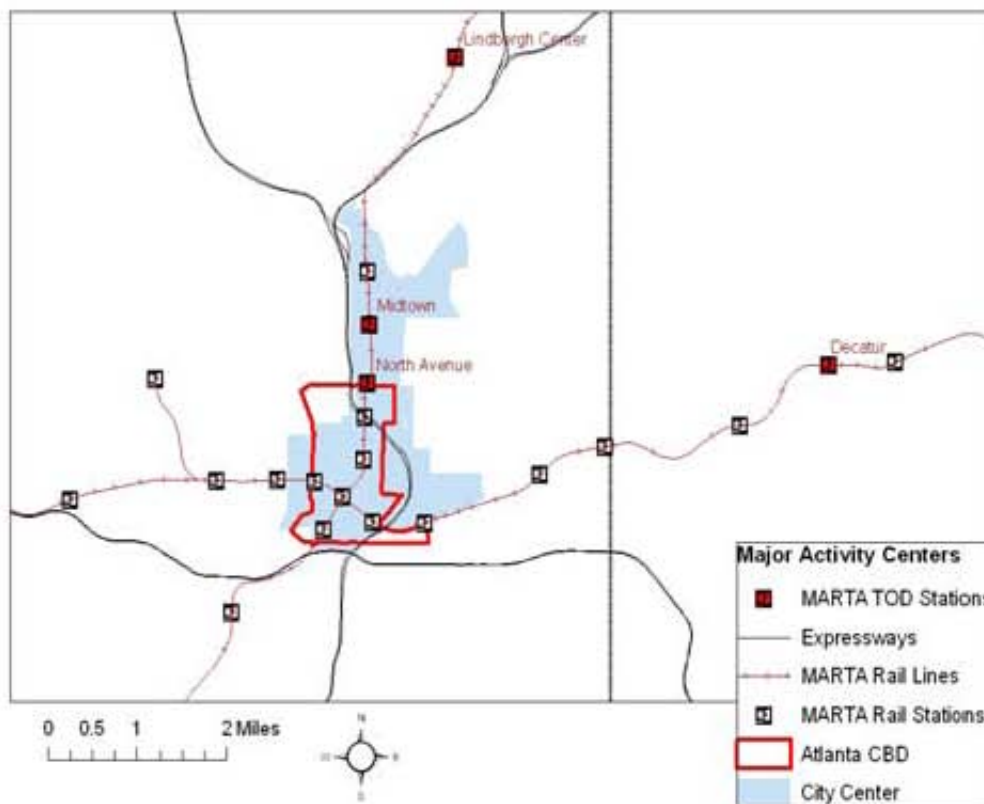 Lindbergh Center
Midtown
North Avenue
Decatur
Major Activity Centers
MARTA TOD Stations
Expressways
MARTA Rail Lines
MARTA Rail Stations
Atlanta CBD
City Center
0 0.5 1 2 Miles
N
S